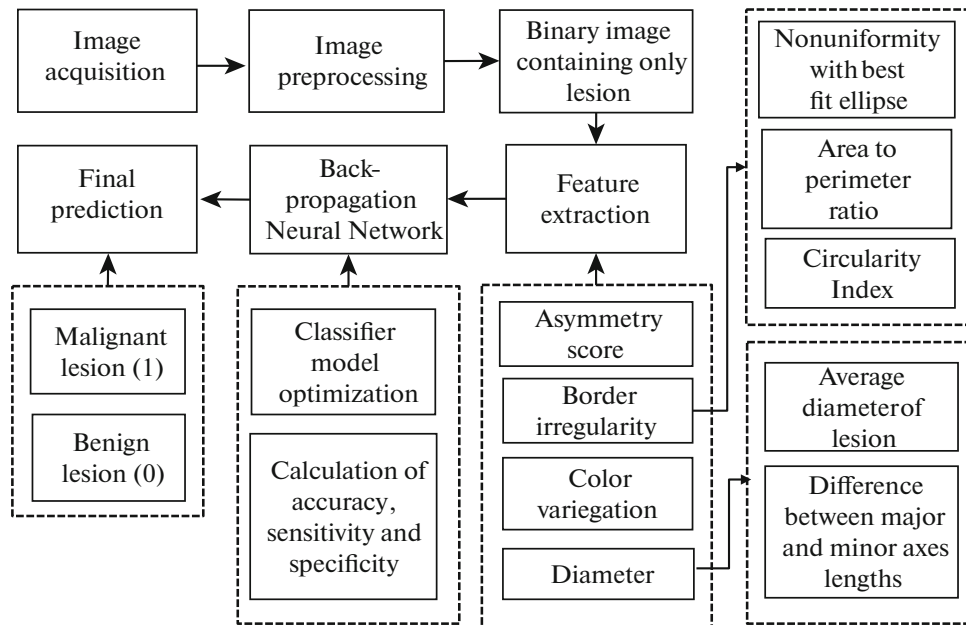 Image
acquisition
Image
preprocessing
Binary image
containing only
lesion
Feature
extraction
Back-
propagation
Neural Network
Final
prediction
Malignant
lesion (1)
Benign
lesion (0)
Classifier
model
optimization
Calculation of
accuracy,
sensitivity and
specificity
Asymmetry
score
Border
irregularity
Color
variegation
Diameter
Nonuniformity
with best
fit ellipse
Area to
perimeter
ratio
Circularity
Index
Average
diameter of
lesion
Difference
between major
and minor axes
lengths